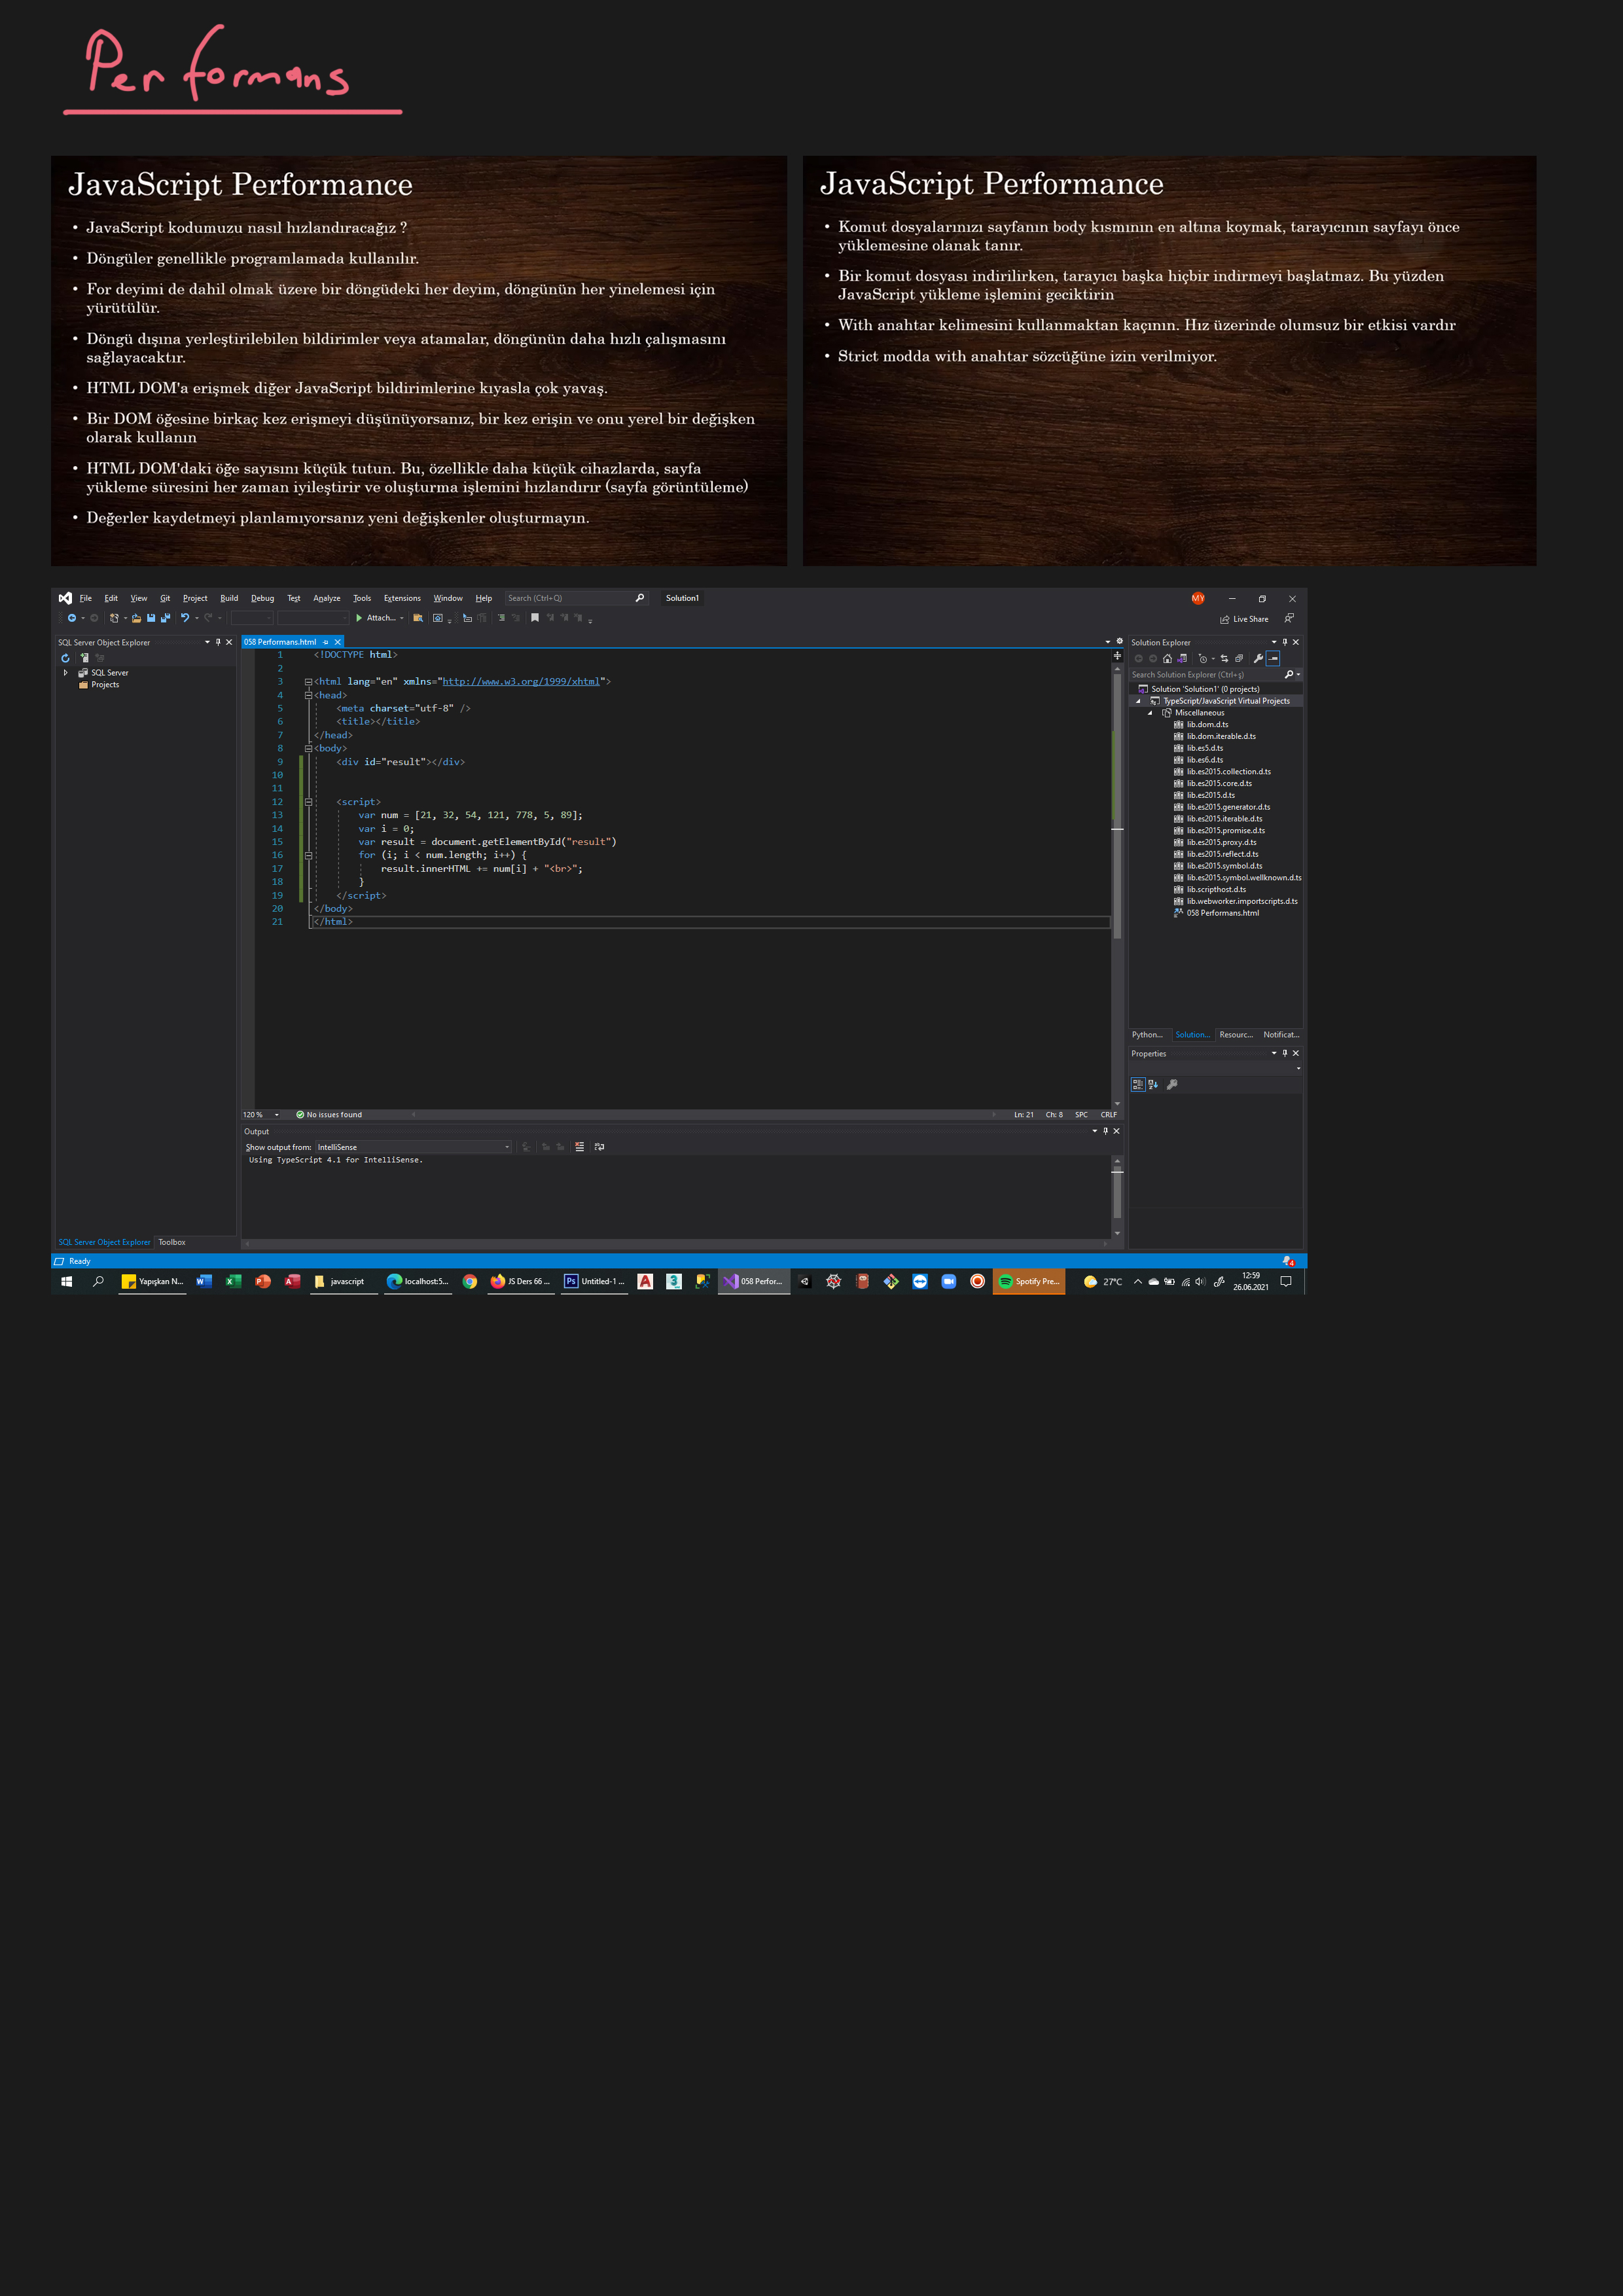 Performans
JavaScript Performance
• JavaScript kodumuzu nasıl hızlandıracağız ?
• Döngüler genellikle programlamada kullanılır.
• For deyimi de dahil olmak üzere bir döngüdeki her deyim, döngünün her yinelemesi için
yürütülür.
• Döngü dışına yerleştirilebilen bildirimler veya atamalar, döngünün daha hızlı çalışmasını
sağlayacaktır.
• HTML DOM'a erişmek diğer JavaScript bildirimlerine kıyasla çok yavaş.
• Bir DOM öğesine birkaç kez erişmeyi düşünüyorsanız, bir kez erişin ve onu yerel bir değişken
olarak kullanın
• HTML DOM'daki öğe sayısını küçük tutun. Bu, özellikle daha küçük cihazlarda, sayfa
yükleme süresini her zaman iyileştirir ve oluşturma işlemini hızlandırır (sayfa görüntüleme)
• Değerler kaydetmeyi planlamıyorsanız yeni değişkenler oluşturmayın.
JavaScript Performance
• Komut dosyalarınızı sayfanın body kısmının en altına koymak, tarayıcının sayfayı önce
yüklemesine olanak tanır.
• Bir komut dosyası indirilirken, tarayıcı başka hiçbir indirmeyi başlatmaz. Bu yüzden
JavaScript yükleme işlemini geciktirin
• With anahtar kelimesini kullanmaktan kaçının. Hız üzerinde olumsuz bir etkisi vardır
• Strict modda with anahtar sözcüğüne izin verilmiyor.
File Edit View Git Project Build Debug Test Analyze Tools Extensions Window Help Search (Ctrl+Q) Solution1 MY
Attach... Live Share
SQL Server Object Explorer
SQL Server
Projects
058 Performans.html
1 <!DOCTYPE html>
2
3 <html lang="en" xmlns="http://www.w3.org/1999/xhtml">
4 <head>
5 <meta charset="utf-8" />
6 <title></title>
7 </head>
8 <body>
9 <div id="result"></div>
10
11
12 <script>
13 var num = [21, 32, 54, 121, 778, 5, 89];
14 var i = 0;
15 var result = document.getElementById("result")
16 for (i; i < num.length; i++) {
17 result.innerHTML += num[i] + "<br>";
18 }
19 </script>
20 </body>
21 </html>
120 % No issues found Ln: 21 Ch: 8 SPC CRLF
Output
Show output from: IntelliSense
Using TypeScript 4.1 for IntelliSense.
Solution Explorer
Search Solution Explorer (Ctrl+ş)
Solution 'Solution1' (0 projects)
TypeScript/JavaScript Virtual Projects
Miscellaneous
lib.dom.d.ts
lib.dom.iterable.d.ts
lib.es5.d.ts
lib.es6.d.ts
lib.es2015.collection.d.ts
lib.es2015.core.d.ts
lib.es2015.d.ts
lib.es2015.generator.d.ts
lib.es2015.iterable.d.ts
lib.es2015.promise.d.ts
lib.es2015.proxy.d.ts
lib.es2015.reflect.d.ts
lib.es2015.symbol.d.ts
lib.es2015.symbol.wellknown.d.ts
lib.scripthost.d.ts
lib.webworker.importscripts.d.ts
058 Performans.html
Python... Solution... Resourc... Notificat...
Properties
SQL Server Object Explorer Toolbox
Ready 4
Yapışkan N... javascript localhost:5... JS Ders 66 ... Ps Untitled-1 ... 058 Perfor... Spotify Pre... 27°C 12:59
26.06.2021